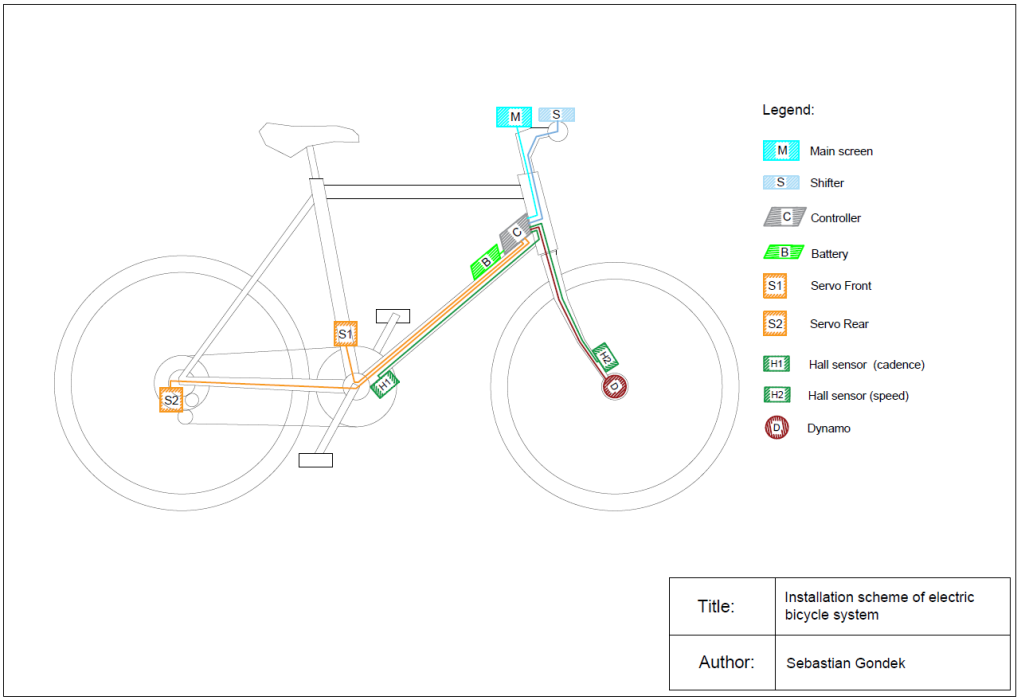 M
S
Legend:
M Main screen
S Shifter
C Controller
B Battery
S1 Servo Front
S2 Servo Rear
H1 Hall sensor (cadence)
H2 Hall sensor (speed)
D Dynamo
C
B
S1
H2
H1
D
S2
Title: Installation scheme of electric
bicycle system
Author: Sebastian Gondek